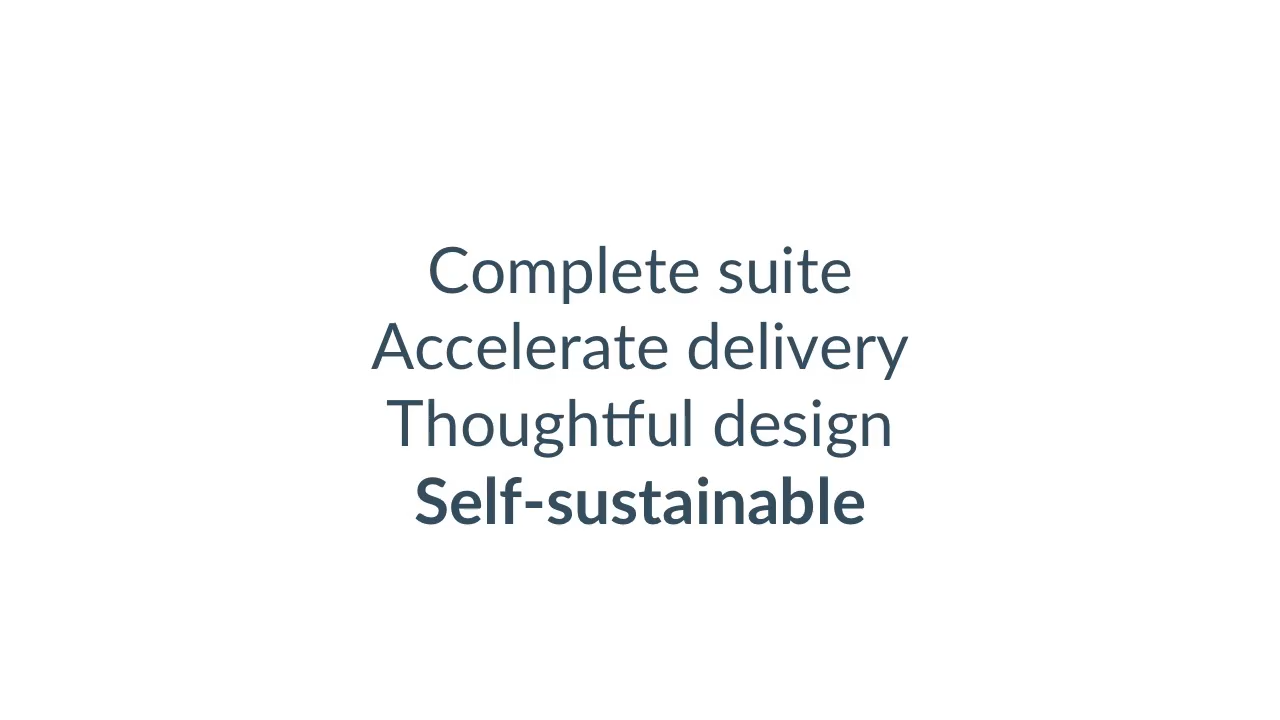 Complete suite
Accelerate delivery
Thoughtful design
Self-sustainable